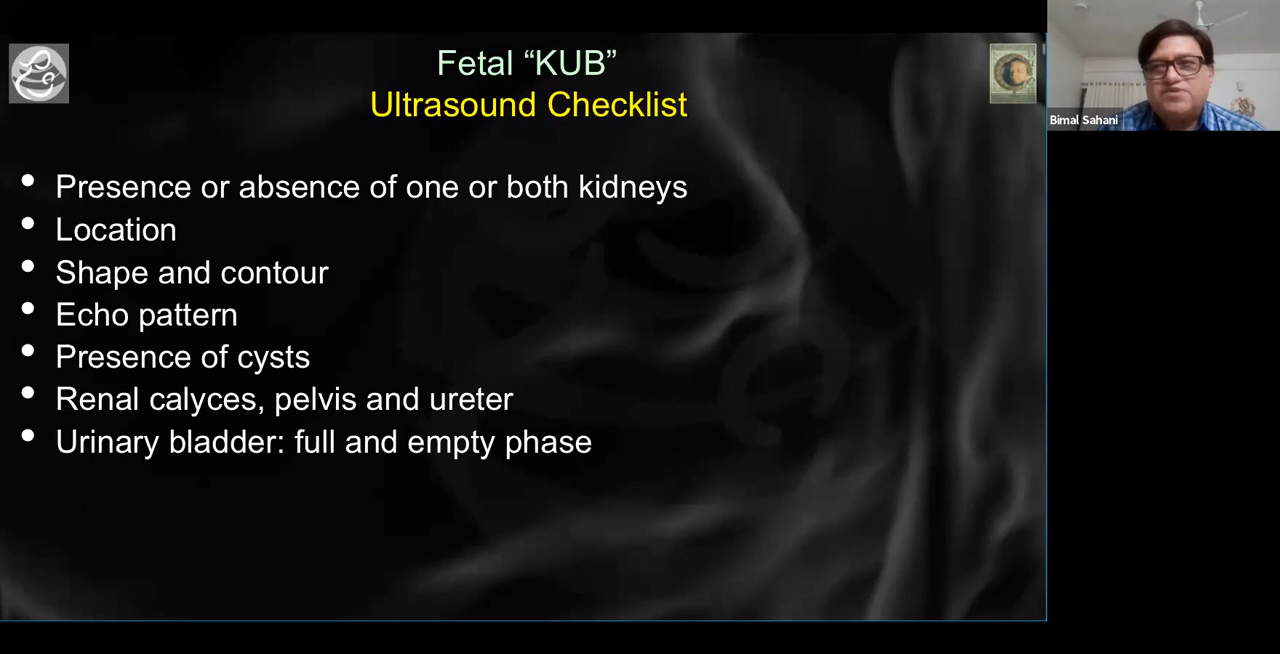 Fetal “KUB”
Ultrasound Checklist
• Presence or absence of one or both kidneys
• Location
• Shape and contour
• Echo pattern
• Presence of cysts
• Renal calyces, pelvis and ureter
• Urinary bladder: full and empty phase
Bimal Sahani